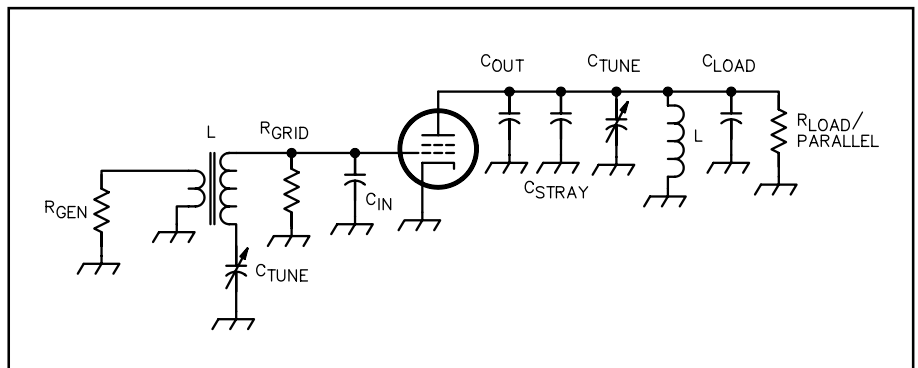 COUT
CTUNE
CLOAD
L
RGRID
RLOAD/
PARALLEL
L
RGEN
CIN
CSTRAY
CTUNE